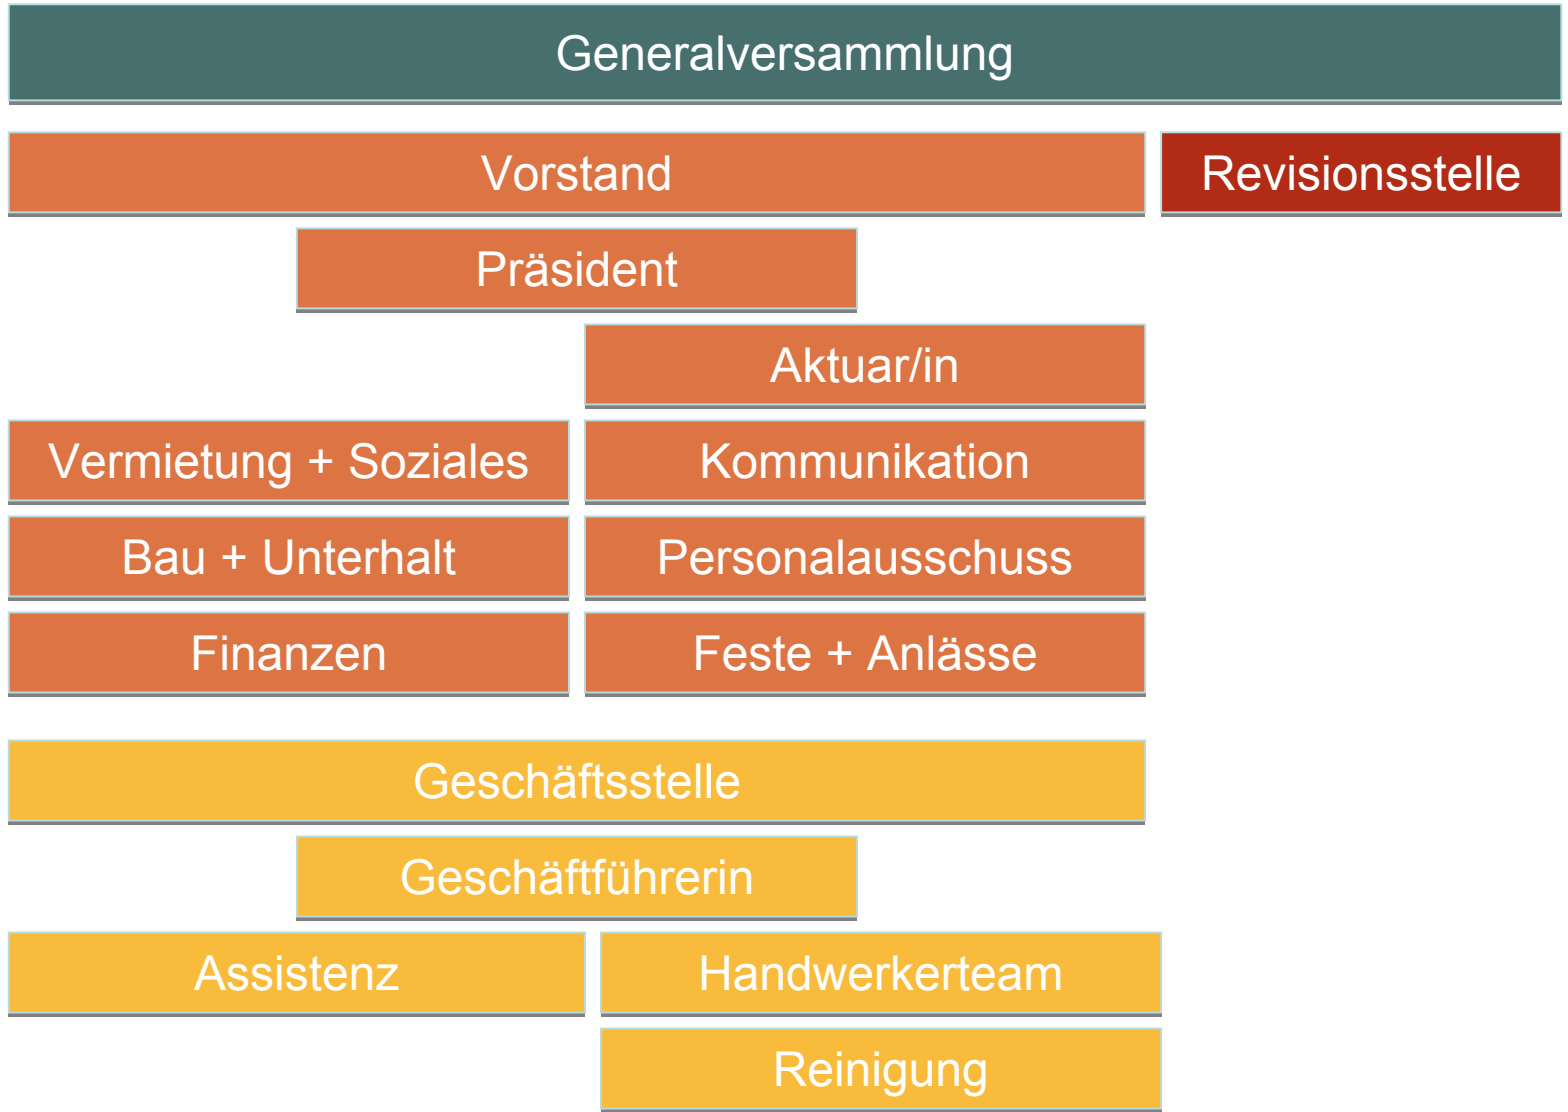 Generalversammlung
Vorstand
Revisionsstelle
Präsident
Aktuar/in
Vermietung + Soziales
Kommunikation
Bau + Unterhalt
Personalausschuss
Finanzen
Feste + Anlässe
Geschäftsstelle
Geschäftführerin
Assistenz
Handwerkerteam
Reinigung